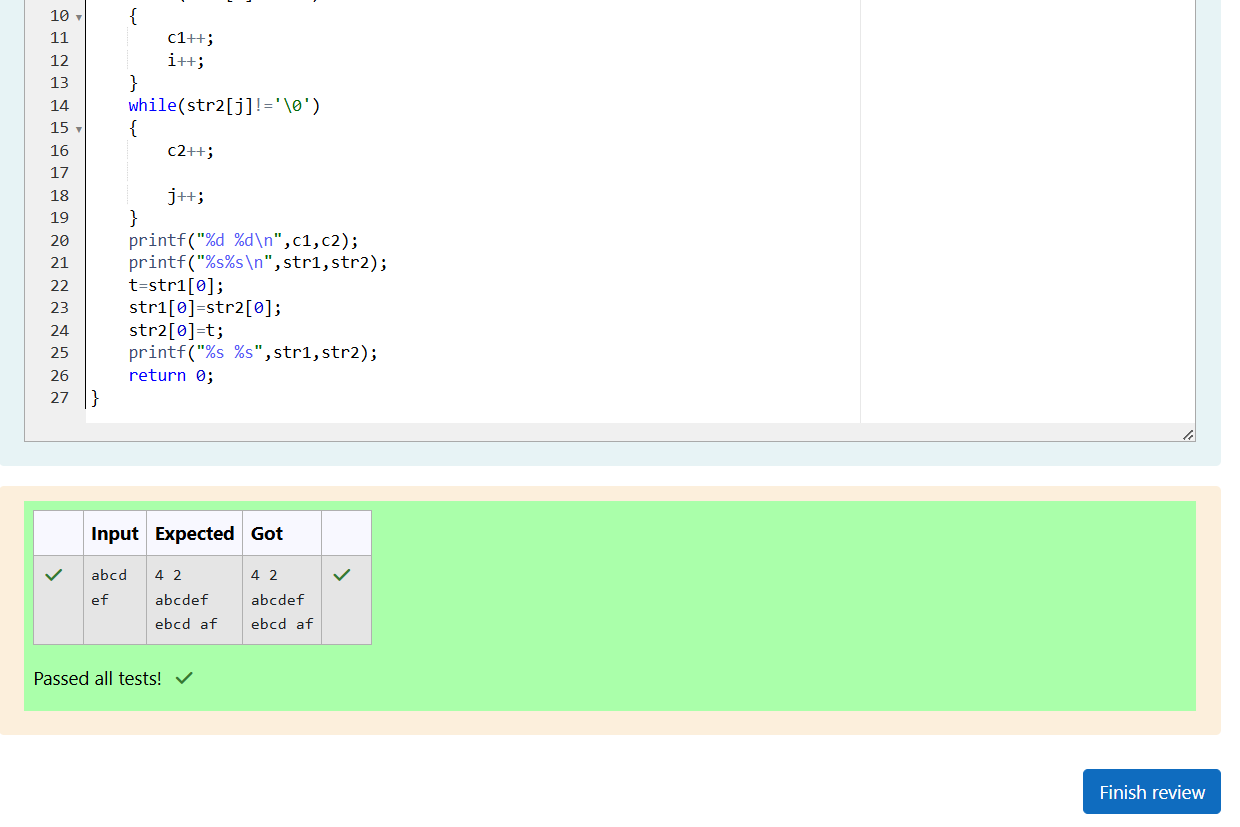 10 {
11 c1++;
12 i++;
13 }
14 while(str2[j]!='\0')
15 {
16 c2++;
17
18 j++;
19 }
20 printf("%d %d\n",c1,c2);
21 printf("%s%s\n",str1,str2);
22 t=str1[0];
23 str1[0]=str2[0];
24 str2[0]=t;
25 printf("%s %s",str1,str2);
26 return 0;
27 }
Input Expected Got
abcd 4 2 4 2
ef abcdef abcdef
ebcd af ebcd af
Passed all tests!
Finish review